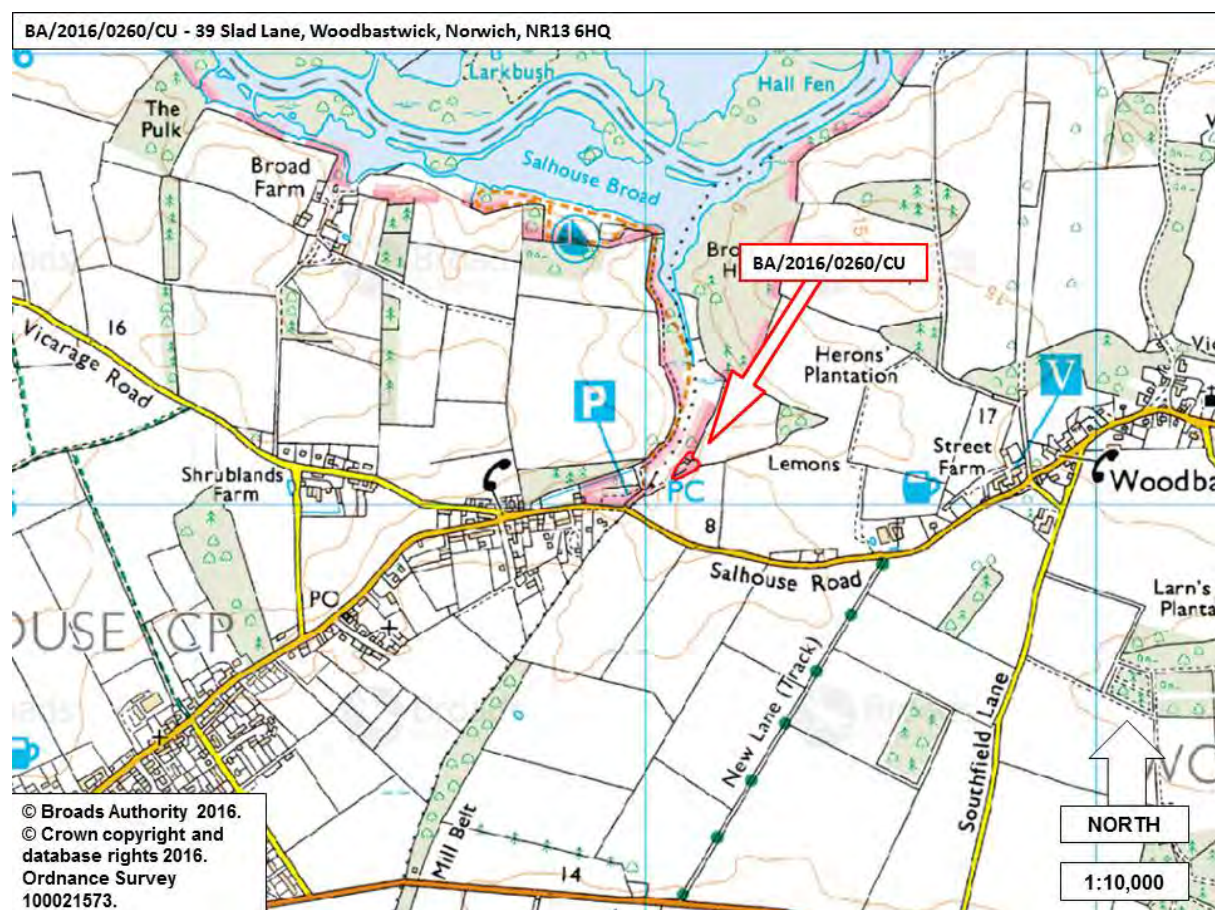 BA/2016/0260/CU - 39 Slad Lane, Woodbastwick, Norwich, NR13 6HQ
Larkbush
Hall Fen
The
Pulk
Broad
Farm
Salhouse Broad
15
BA/2016/0260/CU
15
16
Vicarage Road
Herons'
Plantation
P
V
17
Street
Farm
Lemons
Shrublands
Farm
PC
Woodba
8
Salhouse Road
PO
Larn's
Planta
OUSE CP
New Lane (Track)
Southfield Lane
Mill Belt
14
© Broads Authority 2016.
© Crown copyright and
database rights 2016.
Ordnance Survey
100021573.
NORTH
1:10,000